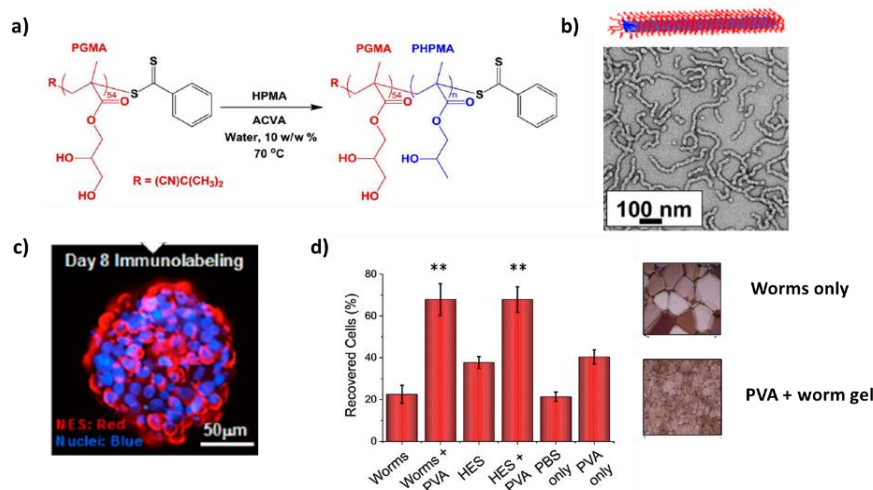 a)
PGMA
R
54
O
O
HO
HO
S
S
R = (CN)C(CH3)2
HPMA
ACVA
Water, 10 w/w %
70 °C
PGMA
PHPMA
R
54
n
O
O
O
O
HO
HO
HO
S
S
b)
100 nm
c)
Day 8 Immunolabeling
NES: Red
Nuclei: Blue
50μm
d)
Recovered Cells (%)
80
60
40
20
0
**
**
Worms
Worms +
PVA
HES
HES +
PVA
PBS
only
PVA
only
Worms only
PVA + worm gel